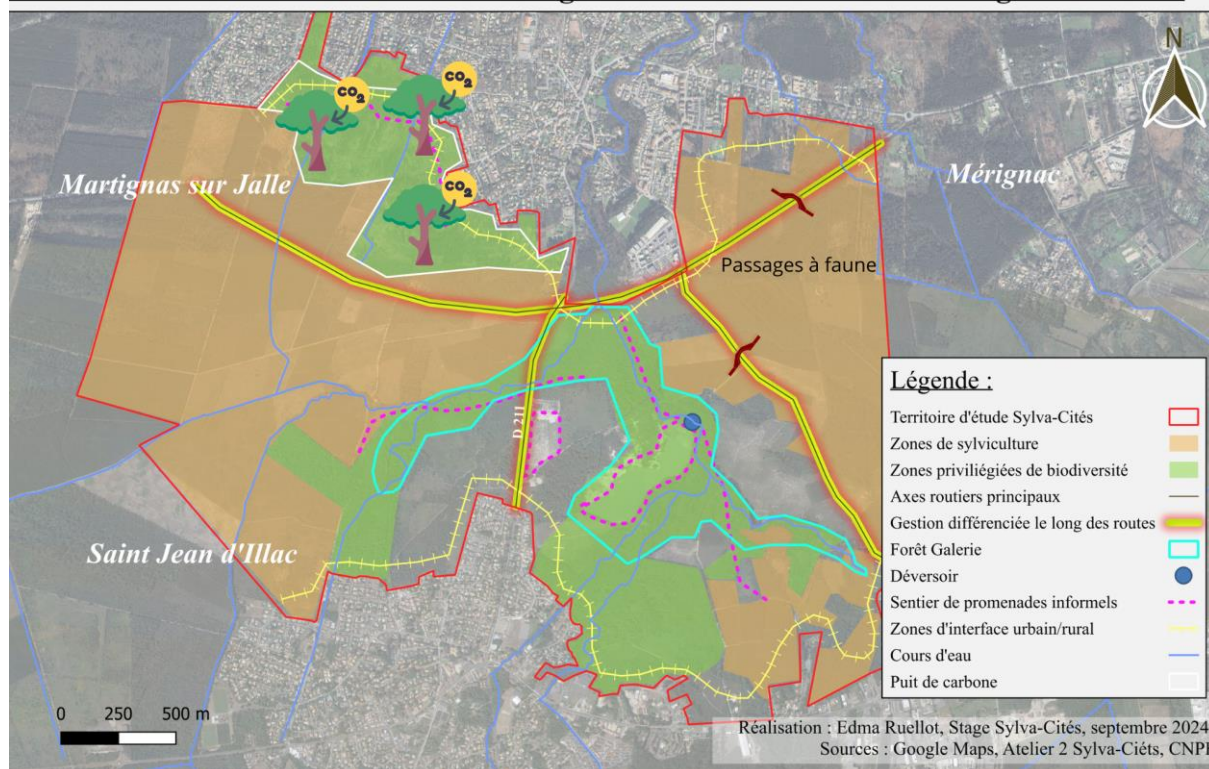 N
CO₂
CO₂
CO₂
Martignas sur Jalle
Mérignac
Passages à faune
D 211
Saint Jean d'Illac
Légende :
Territoire d'étude Sylva-Cités
Zones de sylviculture
Zones priviligiées de biodiversité
Axes routiers principaux
Gestion différenciée le long des routes
Forêt Galerie
Déversoir
Sentier de promenades informels
Zones d'interface urbain/rural
Cours d'eau
Puit de carbone
0 250 500 m
Réalisation : Edma Ruellot, Stage Sylva-Cités, septembre 2024
Sources : Google Maps, Atelier 2 Sylva-Ciéts, CNPF